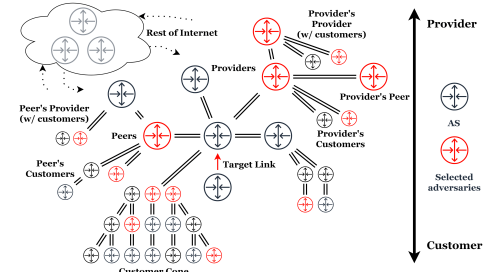 Provider's
Provider
(w/ customers)
Provider
Rest of Internet
Providers
Provider's Peer
Peer's Provider
(w/ customers)
AS
Peers
Provider's
Customers
Peer's
Customers
Target Link
Selected
adversaries
Customer
Customer Cone